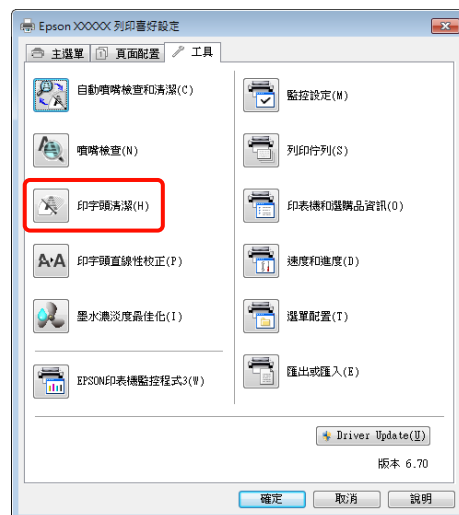 Epson XXXXX 列印喜好設定
主選單
頁面配置
工具
自動噴嘴檢查和清潔(C)
噴嘴檢查(N)
印字頭清潔(H)
印字頭直線性校正(P)
墨水濃淡度最佳化(I)
EPSON印表機監控程式3(W)
監控設定(M)
列印佇列(S)
印表機和選購品資訊(O)
速度和進度(D)
選單配置(T)
匯出或匯入(E)
Driver Update(U)
版本 6.70
確定
取消
說明